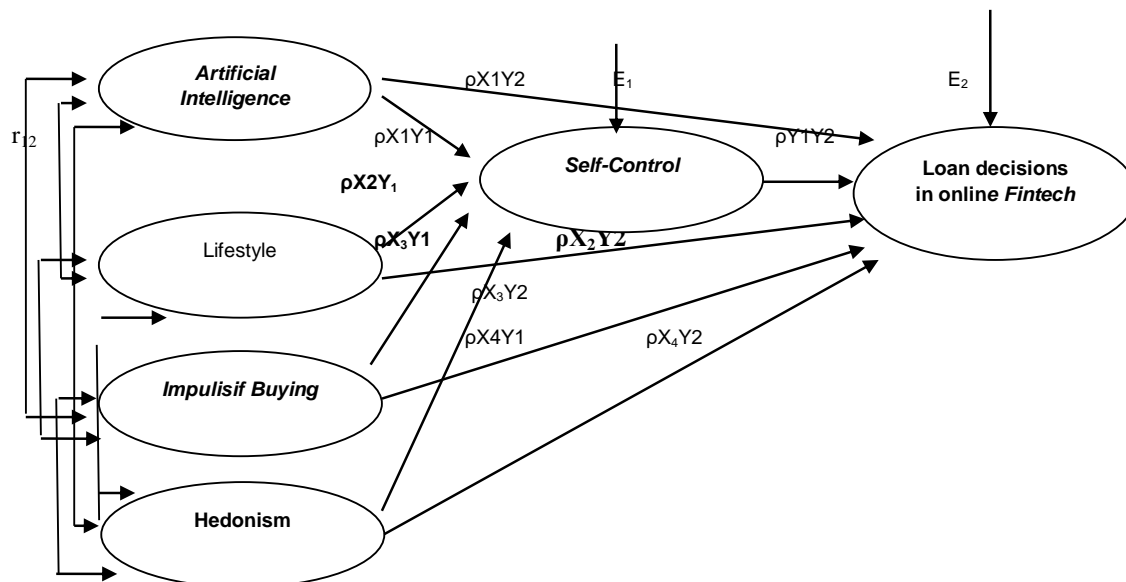 Artificial
Intelligence
ρX1Y2
E₁
E₂
r₁₂
ρX1Y1
ρY1Y2
Self-Control
Loan decisions
in online Fintech
ρX2Y₁
Lifestyle
ρX₃Y1
ρX₂Y2
ρX₃Y2
ρX4Y1
ρX₄Y2
Impulisif Buying
Hedonism